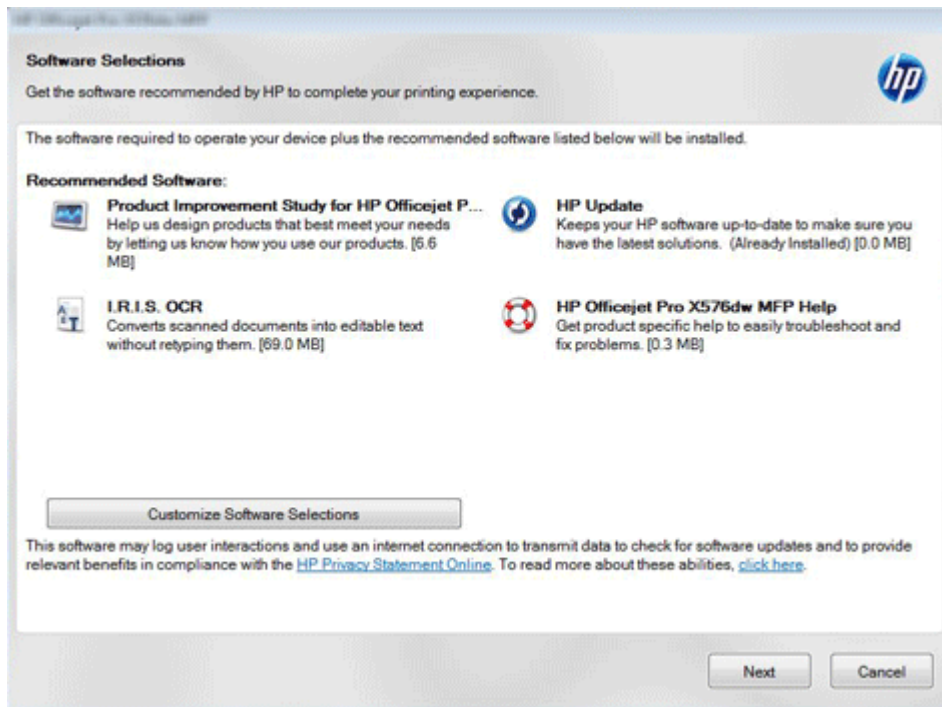 Software Selections
Get the software recommended by HP to complete your printing experience.
hp
The software required to operate your device plus the recommended software listed below will be installed.
Recommended Software:
Product Improvement Study for HP Officejet P...
Help us design products that best meet your needs
by letting us know how you use our products. [6.6
MB]
HP Update
Keeps your HP software up-to-date to make sure you
have the latest solutions. (Already Installed) [0.0 MB]
I.R.I.S. OCR
Converts scanned documents into editable text
without retyping them. [69.0 MB]
HP Officejet Pro X576dw MFP Help
Get product specific help to easily troubleshoot and
fix problems. [0.3 MB]
Customize Software Selections
This software may log user interactions and use an internet connection to transmit data to check for software updates and to provide
relevant benefits in compliance with the HP Privacy Statement Online. To read more about these abilities, click here.
Next
Cancel